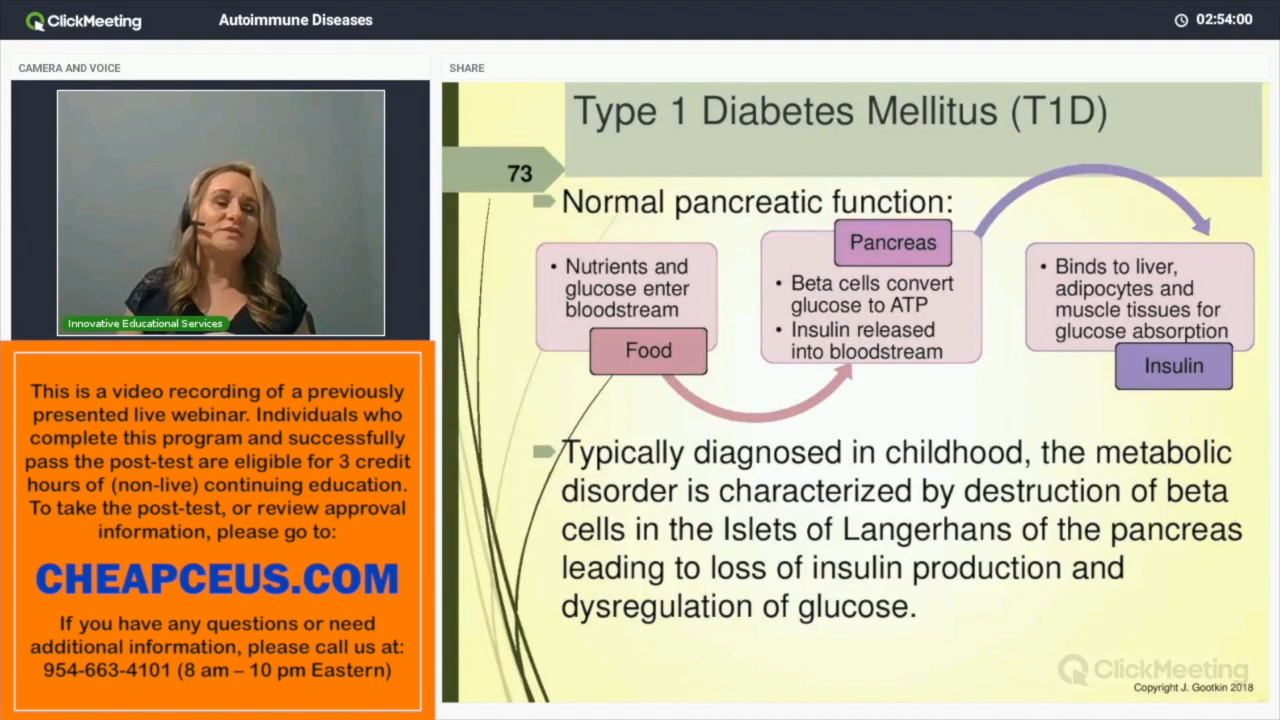 ClickMeeting
Autoimmune Diseases
02:54:00
CAMERA AND VOICE
Innovative Educational Services
This is a video recording of a previously
presented live webinar. Individuals who
complete this program and successfully
pass the post-test are eligible for 3 credit
hours of (non-live) continuing education.
To take the post-test, or review approval
information, please go to:
CHEAPCEUS.COM
If you have any questions or need
additional information, please call us at:
954-663-4101 (8 am – 10 pm Eastern)
SHARE
Type 1 Diabetes Mellitus (T1D)
73
Normal pancreatic function:
• Nutrients and
glucose enter
bloodstream
Food
Pancreas
• Beta cells convert
glucose to ATP
• Insulin released
into bloodstream
• Binds to liver,
adipocytes and
muscle tissues for
glucose absorption
Insulin
Typically diagnosed in childhood, the metabolic
disorder is characterized by destruction of beta
cells in the Islets of Langerhans of the pancreas
leading to loss of insulin production and
dysregulation of glucose.
ClickMeeting
Copyright J. Gootkin 2018